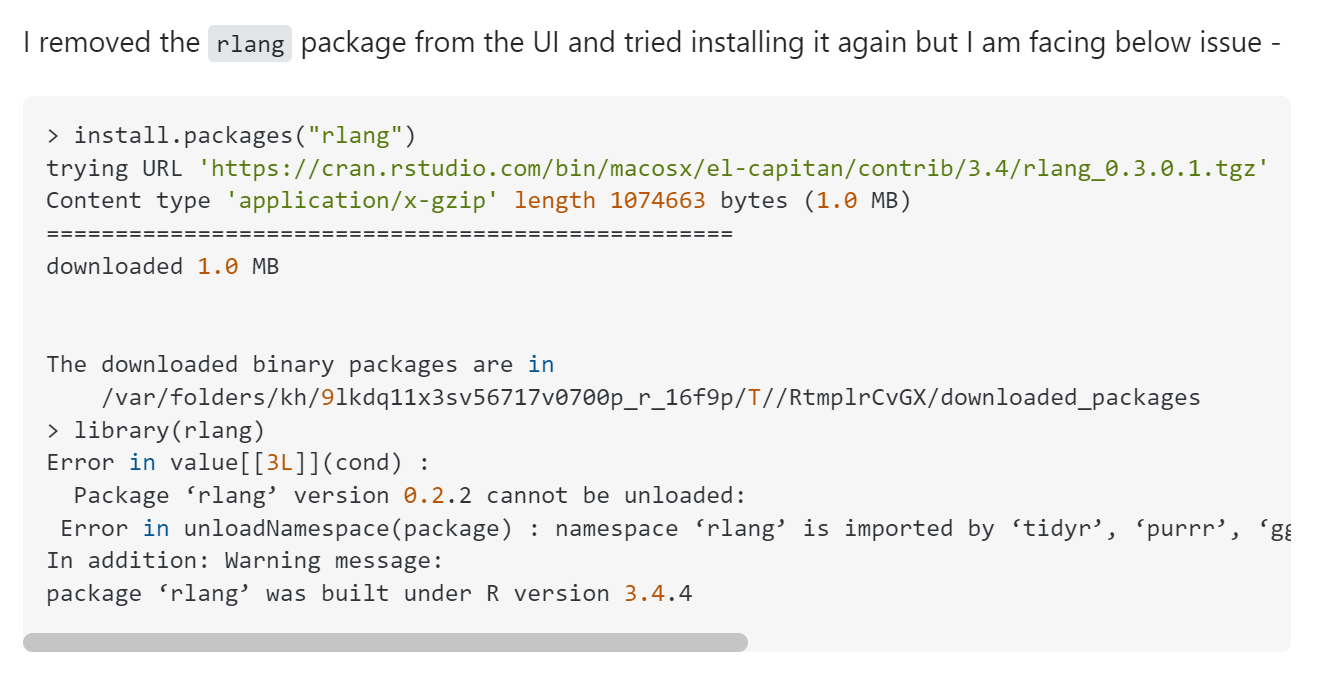 I removed the rlang package from the UI and tried installing it again but I am facing below issue -
> install.packages("rlang")
trying URL 'https://cran.rstudio.com/bin/macosx/el-capitan/contrib/3.4/rlang_0.3.0.1.tgz'
Content type 'application/x-gzip' length 1074663 bytes (1.0 MB)
==================================================
downloaded 1.0 MB
The downloaded binary packages are in
/var/folders/kh/9lkdq11x3sv56717v0700p_r_16f9p/T//RtmplrCvGX/downloaded_packages
> library(rlang)
Error in value[[3L]](cond) :
Package ‘rlang’ version 0.2.2 cannot be unloaded:
Error in unloadNamespace(package) : namespace ‘rlang’ is imported by ‘tidyr’, ‘purrr’, ‘gg
In addition: Warning message:
package ‘rlang’ was built under R version 3.4.4